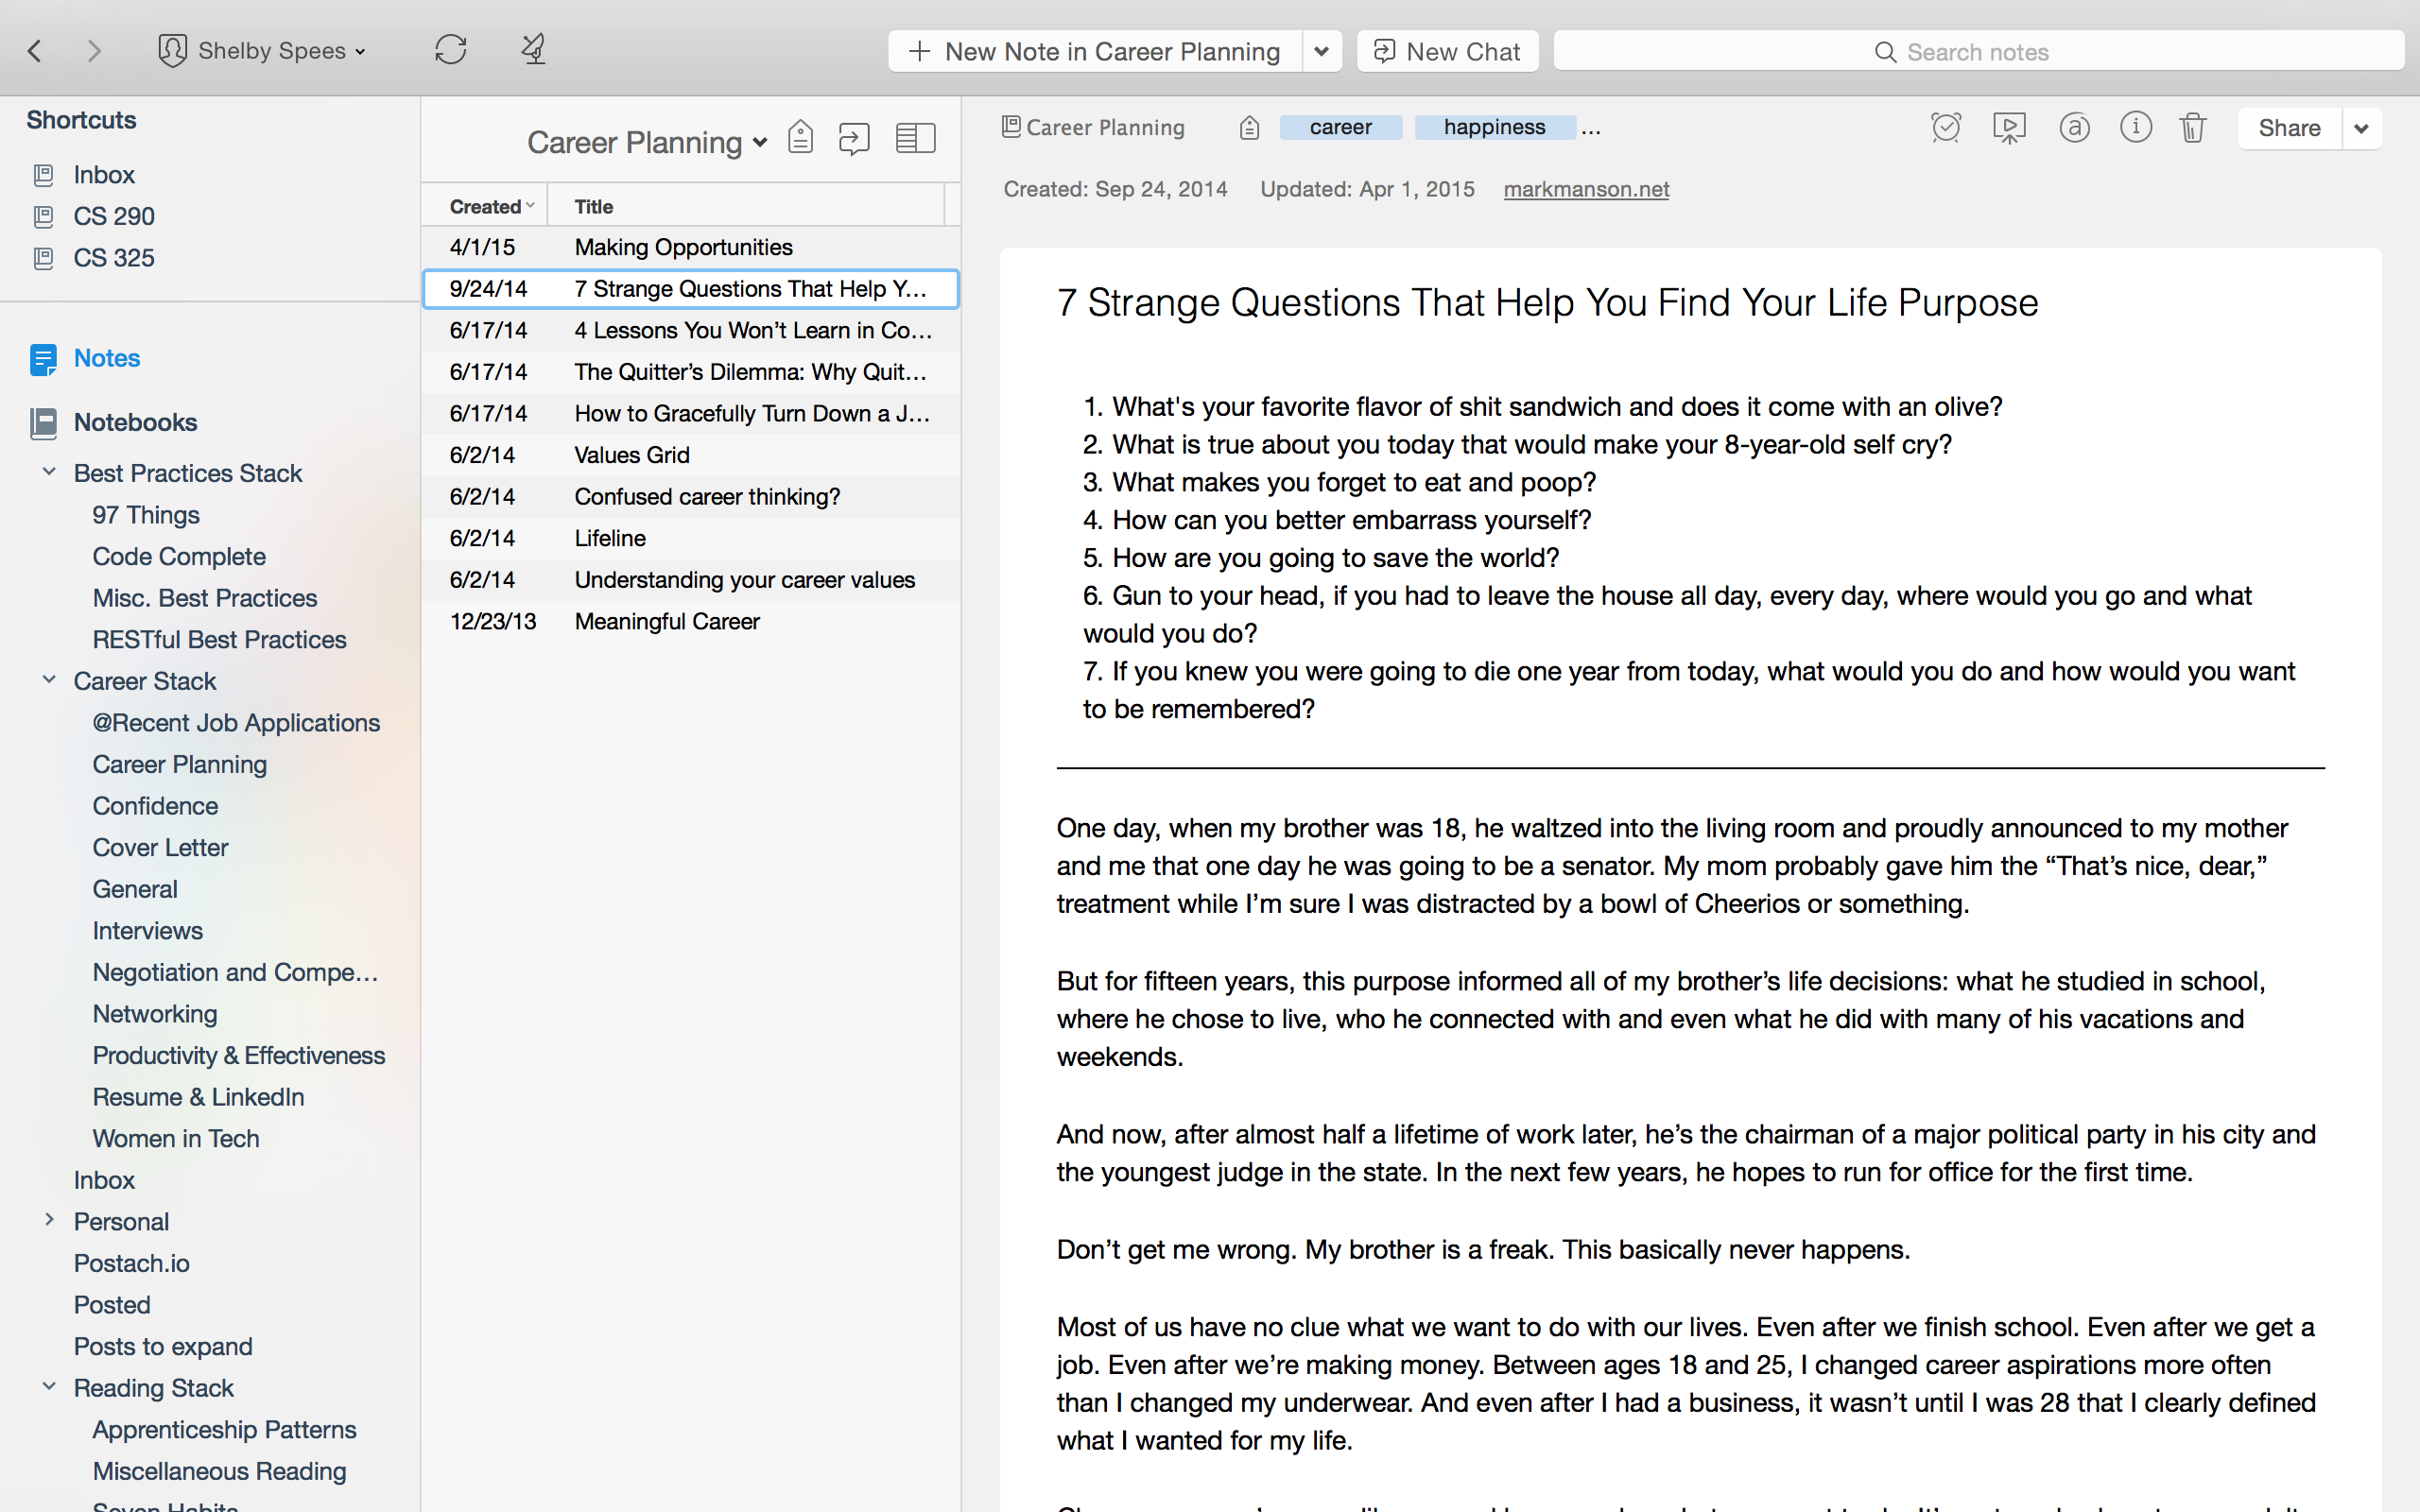 Shelby Spees
New Note in Career Planning
New Chat
Search notes
Shortcuts
Inbox
CS 290
CS 325
Notes
Notebooks
Best Practices Stack
97 Things
Code Complete
Misc. Best Practices
RESTful Best Practices
Career Stack
@Recent Job Applications
Career Planning
Confidence
Cover Letter
General
Interviews
Negotiation and Compe...
Networking
Productivity & Effectiveness
Resume & LinkedIn
Women in Tech
Inbox
Personal
Postach.io
Posted
Posts to expand
Reading Stack
Apprenticeship Patterns
Miscellaneous Reading
Seven Habits
Career Planning
Created Title
4/1/15 Making Opportunities
9/24/14 7 Strange Questions That Help Y...
6/17/14 4 Lessons You Won’t Learn in Co...
6/17/14 The Quitter’s Dilemma: Why Quit...
6/17/14 How to Gracefully Turn Down a J...
6/2/14 Values Grid
6/2/14 Confused career thinking?
6/2/14 Lifeline
6/2/14 Understanding your career values
12/23/13 Meaningful Career
Career Planning career happiness ...
Share
Created: Sep 24, 2014 Updated: Apr 1, 2015 markmanson.net
7 Strange Questions That Help You Find Your Life Purpose
1. What's your favorite flavor of shit sandwich and does it come with an olive?
2. What is true about you today that would make your 8-year-old self cry?
3. What makes you forget to eat and poop?
4. How can you better embarrass yourself?
5. How are you going to save the world?
6. Gun to your head, if you had to leave the house all day, every day, where would you go and what
would you do?
7. If you knew you were going to die one year from today, what would you do and how would you want
to be remembered?
One day, when my brother was 18, he waltzed into the living room and proudly announced to my mother
and me that one day he was going to be a senator. My mom probably gave him the “That’s nice, dear,”
treatment while I’m sure I was distracted by a bowl of Cheerios or something.
But for fifteen years, this purpose informed all of my brother’s life decisions: what he studied in school,
where he chose to live, who he connected with and even what he did with many of his vacations and
weekends.
And now, after almost half a lifetime of work later, he’s the chairman of a major political party in his city and
the youngest judge in the state. In the next few years, he hopes to run for office for the first time.
Don’t get me wrong. My brother is a freak. This basically never happens.
Most of us have no clue what we want to do with our lives. Even after we finish school. Even after we get a
job. Even after we’re making money. Between ages 18 and 25, I changed career aspirations more often
than I changed my underwear. And even after I had a business, it wasn’t until I was 28 that I clearly defined
what I wanted for my life.